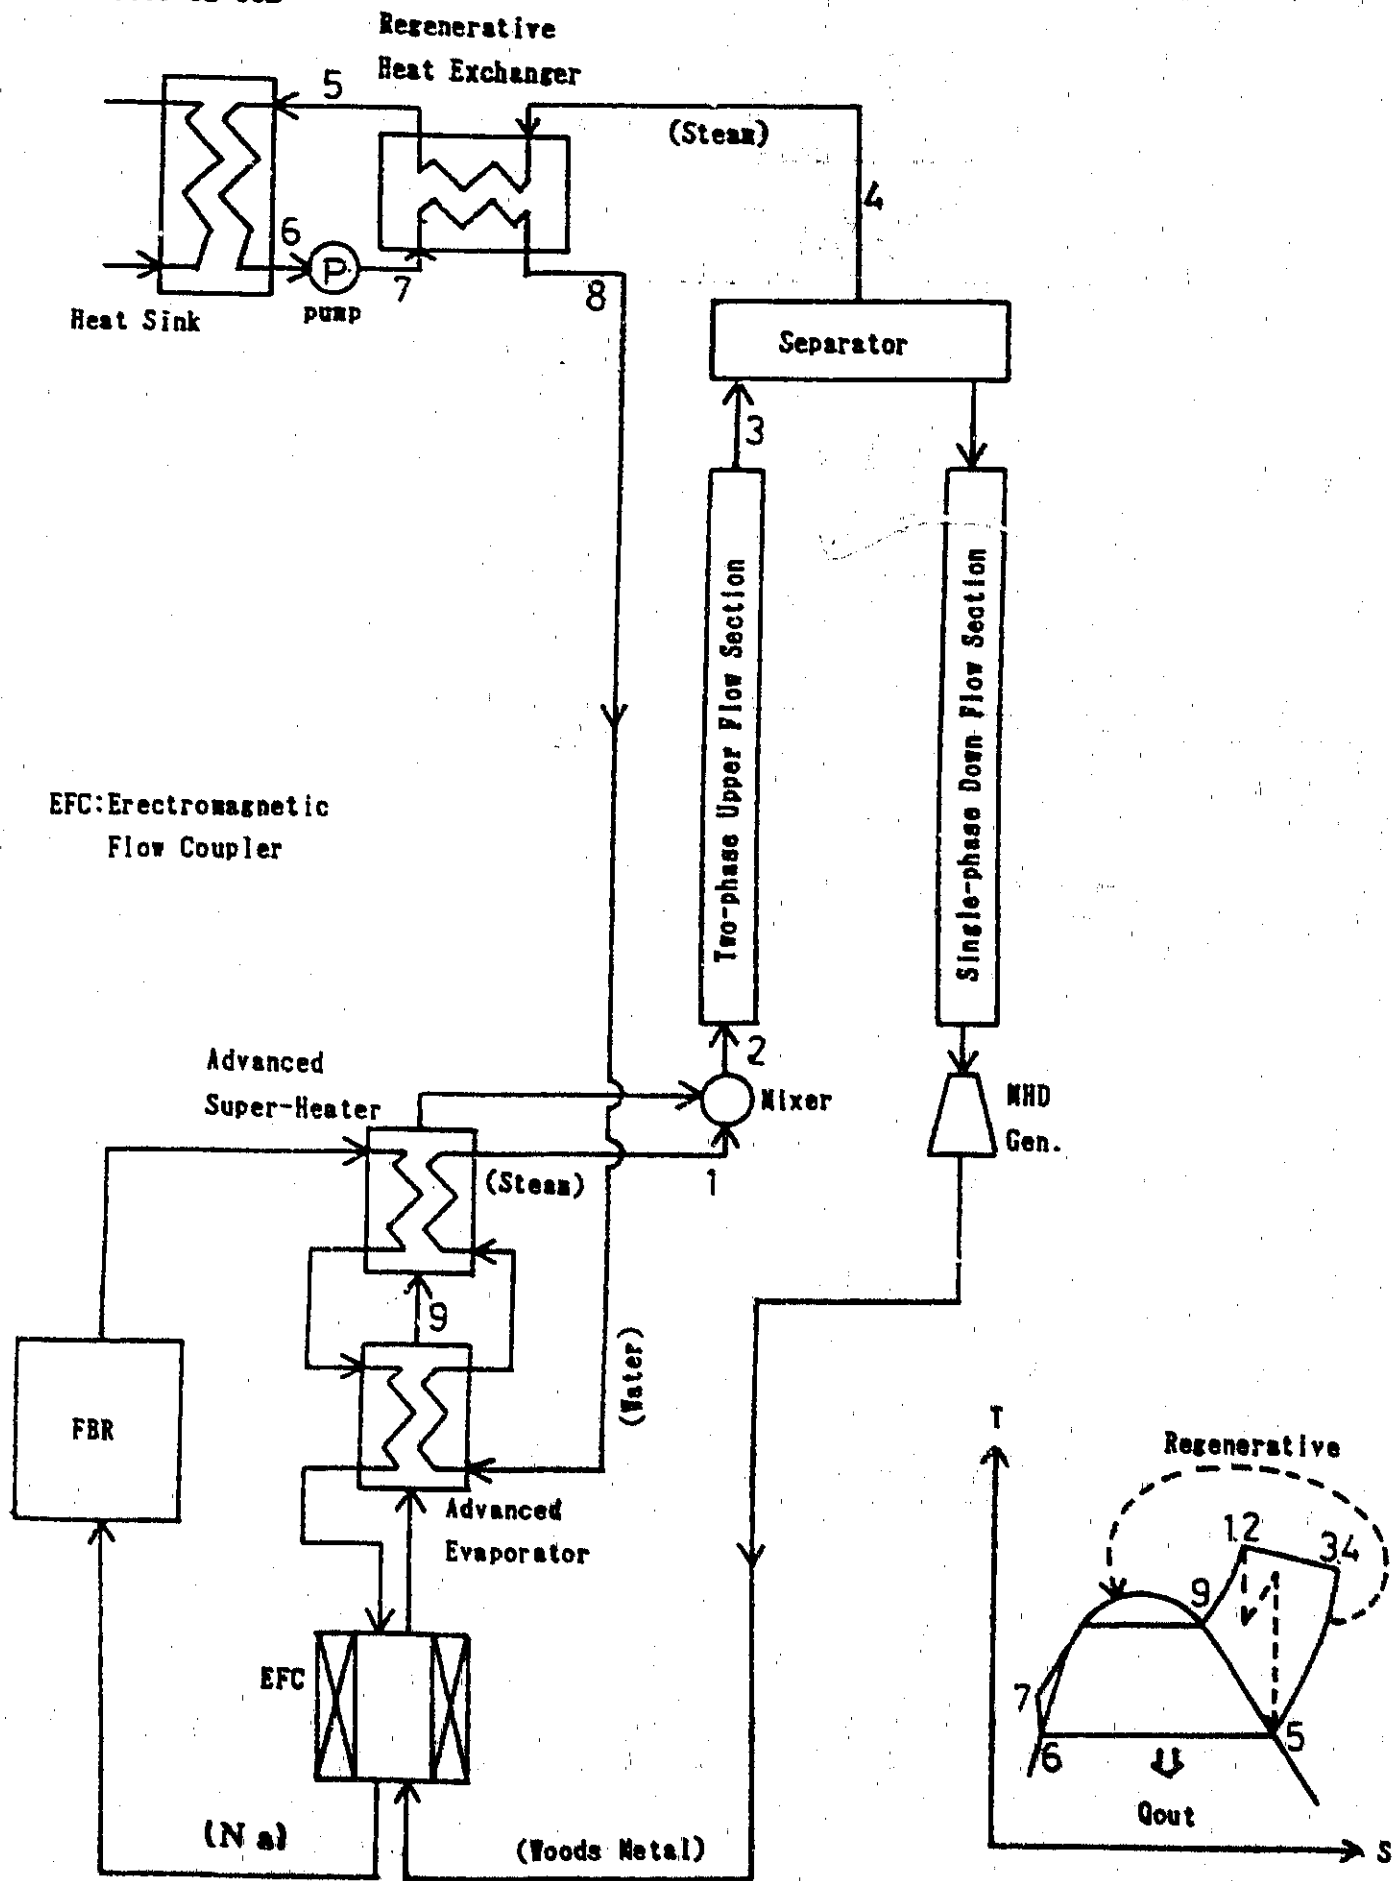 Regenerative
Heat Exchanger
5
(Steam)
4
6
P
7
8
pump
Heat Sink
Separator
3
Two-phase Upper Flow Section
Single-phase Down Flow Section
EFC:Erectromagnetic
Flow Coupler
2
Advanced
Super-Heater
Mixer
MHD
Gen.
(Steam)
1
9
(Water)
FBR
Advanced
Evaporator
EFC
(Na)
(Woods Metal)
T
Regenerative
1.2
3.4
9
7
6
5
Qout
S